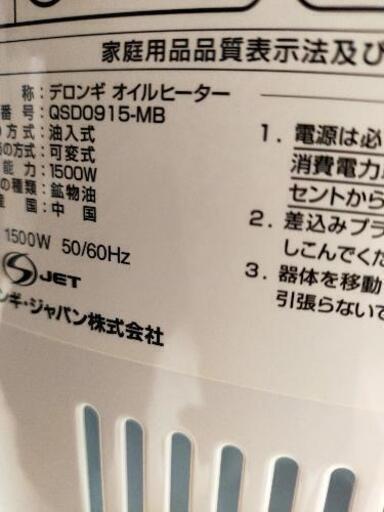 家庭用品品質表示法及び
称：デロンギ オイルヒーター
番号：QSD0915-MB
の方式：油入式
の方式：可変式
能力：1500W
の種類：鉱物油
国：中 国
1500W 50/60Hz
S JET
ロンギ・ジャパン株式会社
1. 電源は必
消費電力
セントから
2. 差込みプラ
しこんでくだ
3. 器体を移動
引張らないで